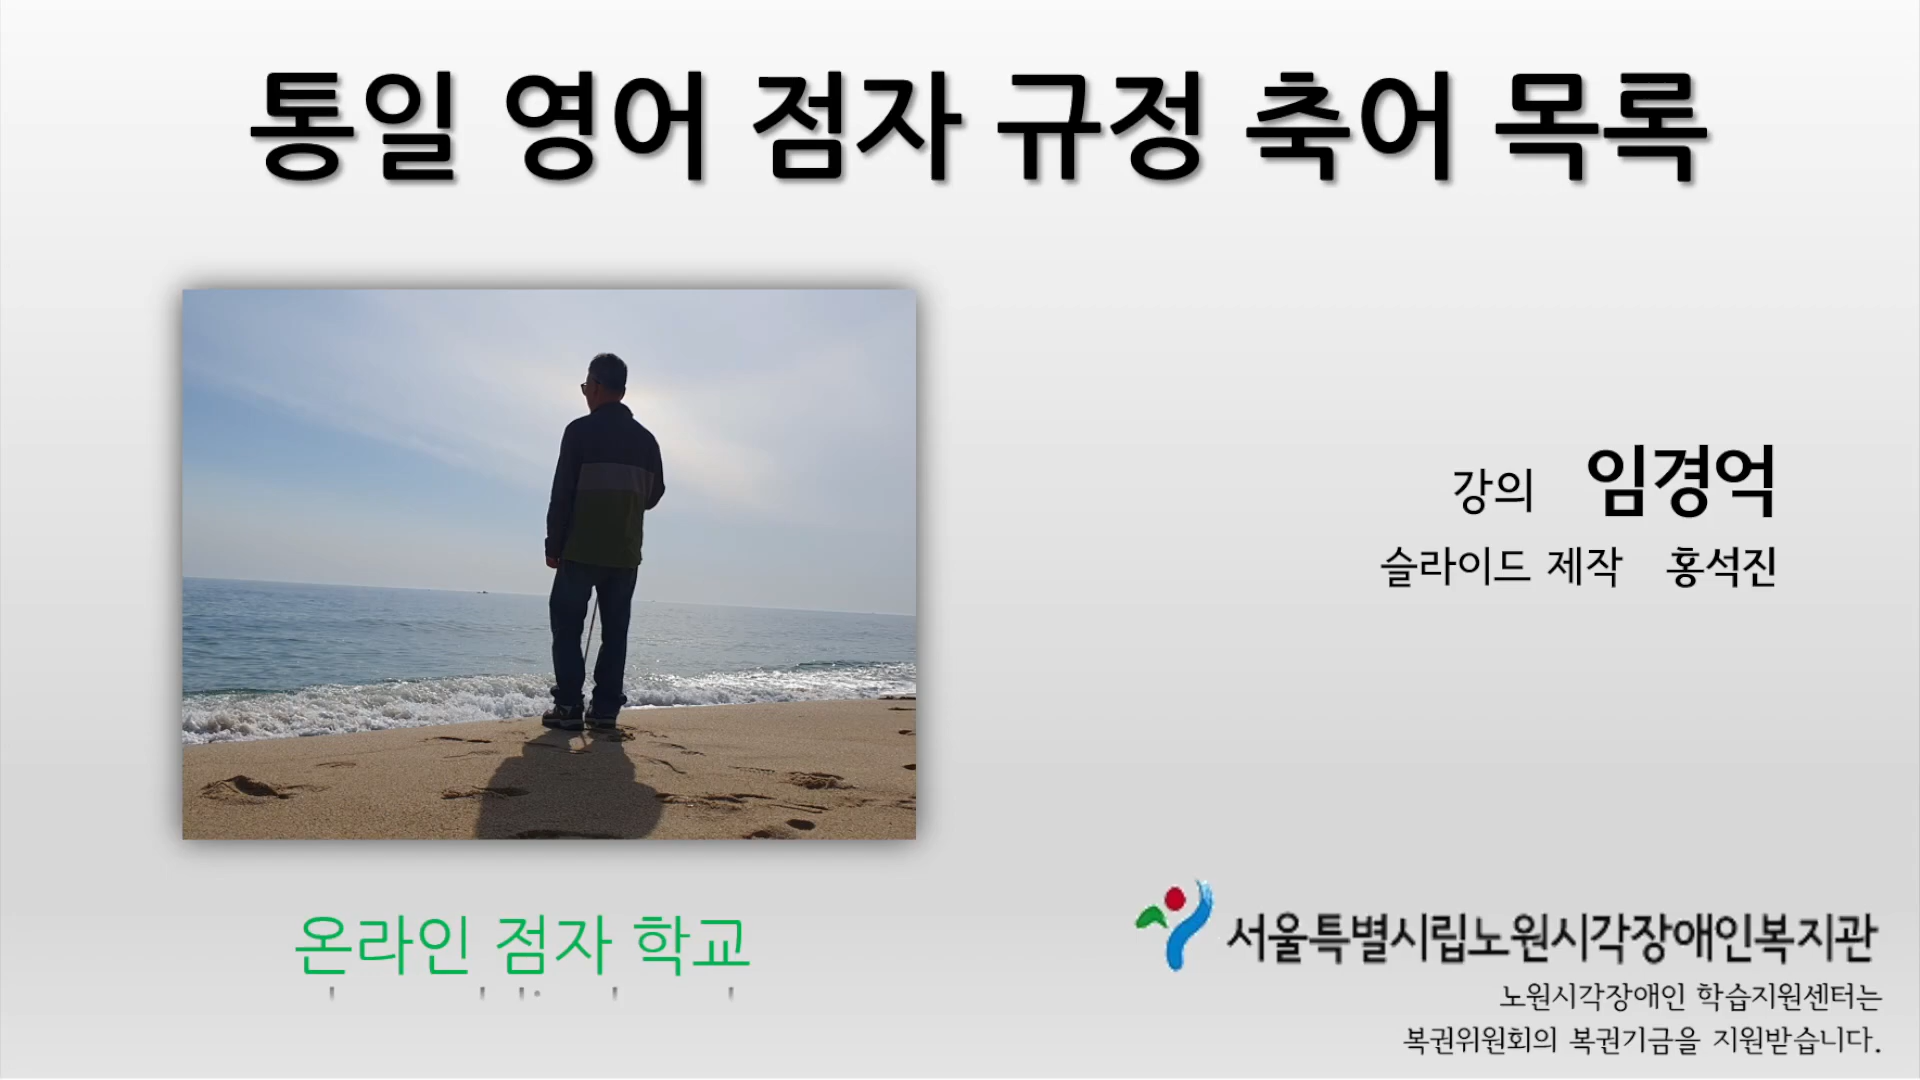 통일 영어 점자 규정 축어 목록
강의 임경억
슬라이드 제작 홍석진
온라인 점자 학교
서울특별시립노원시각장애인복지관
노원시각장애인 학습지원센터는
복권위원회의 복권기금을 지원받습니다.